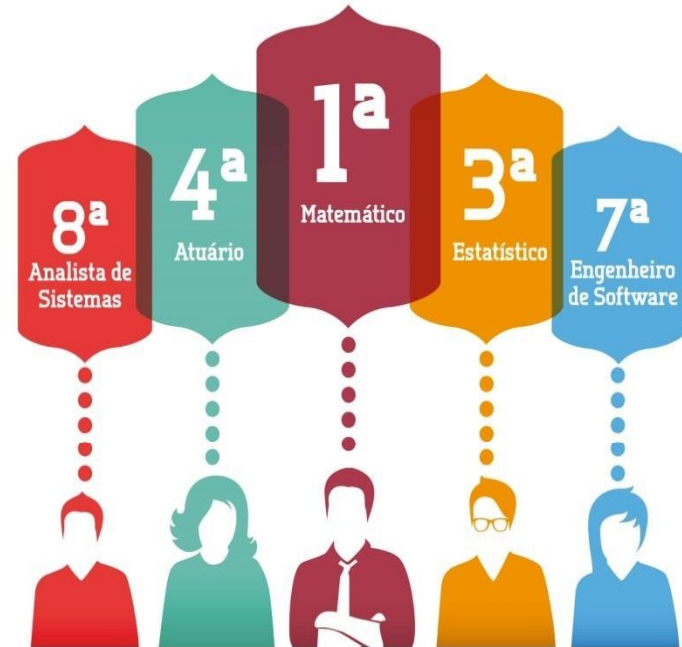 8ª
Analista de
Sistemas
4ª
Atuário
1ª
Matemático
3ª
Estatístico
7ª
Engenheiro
de Software